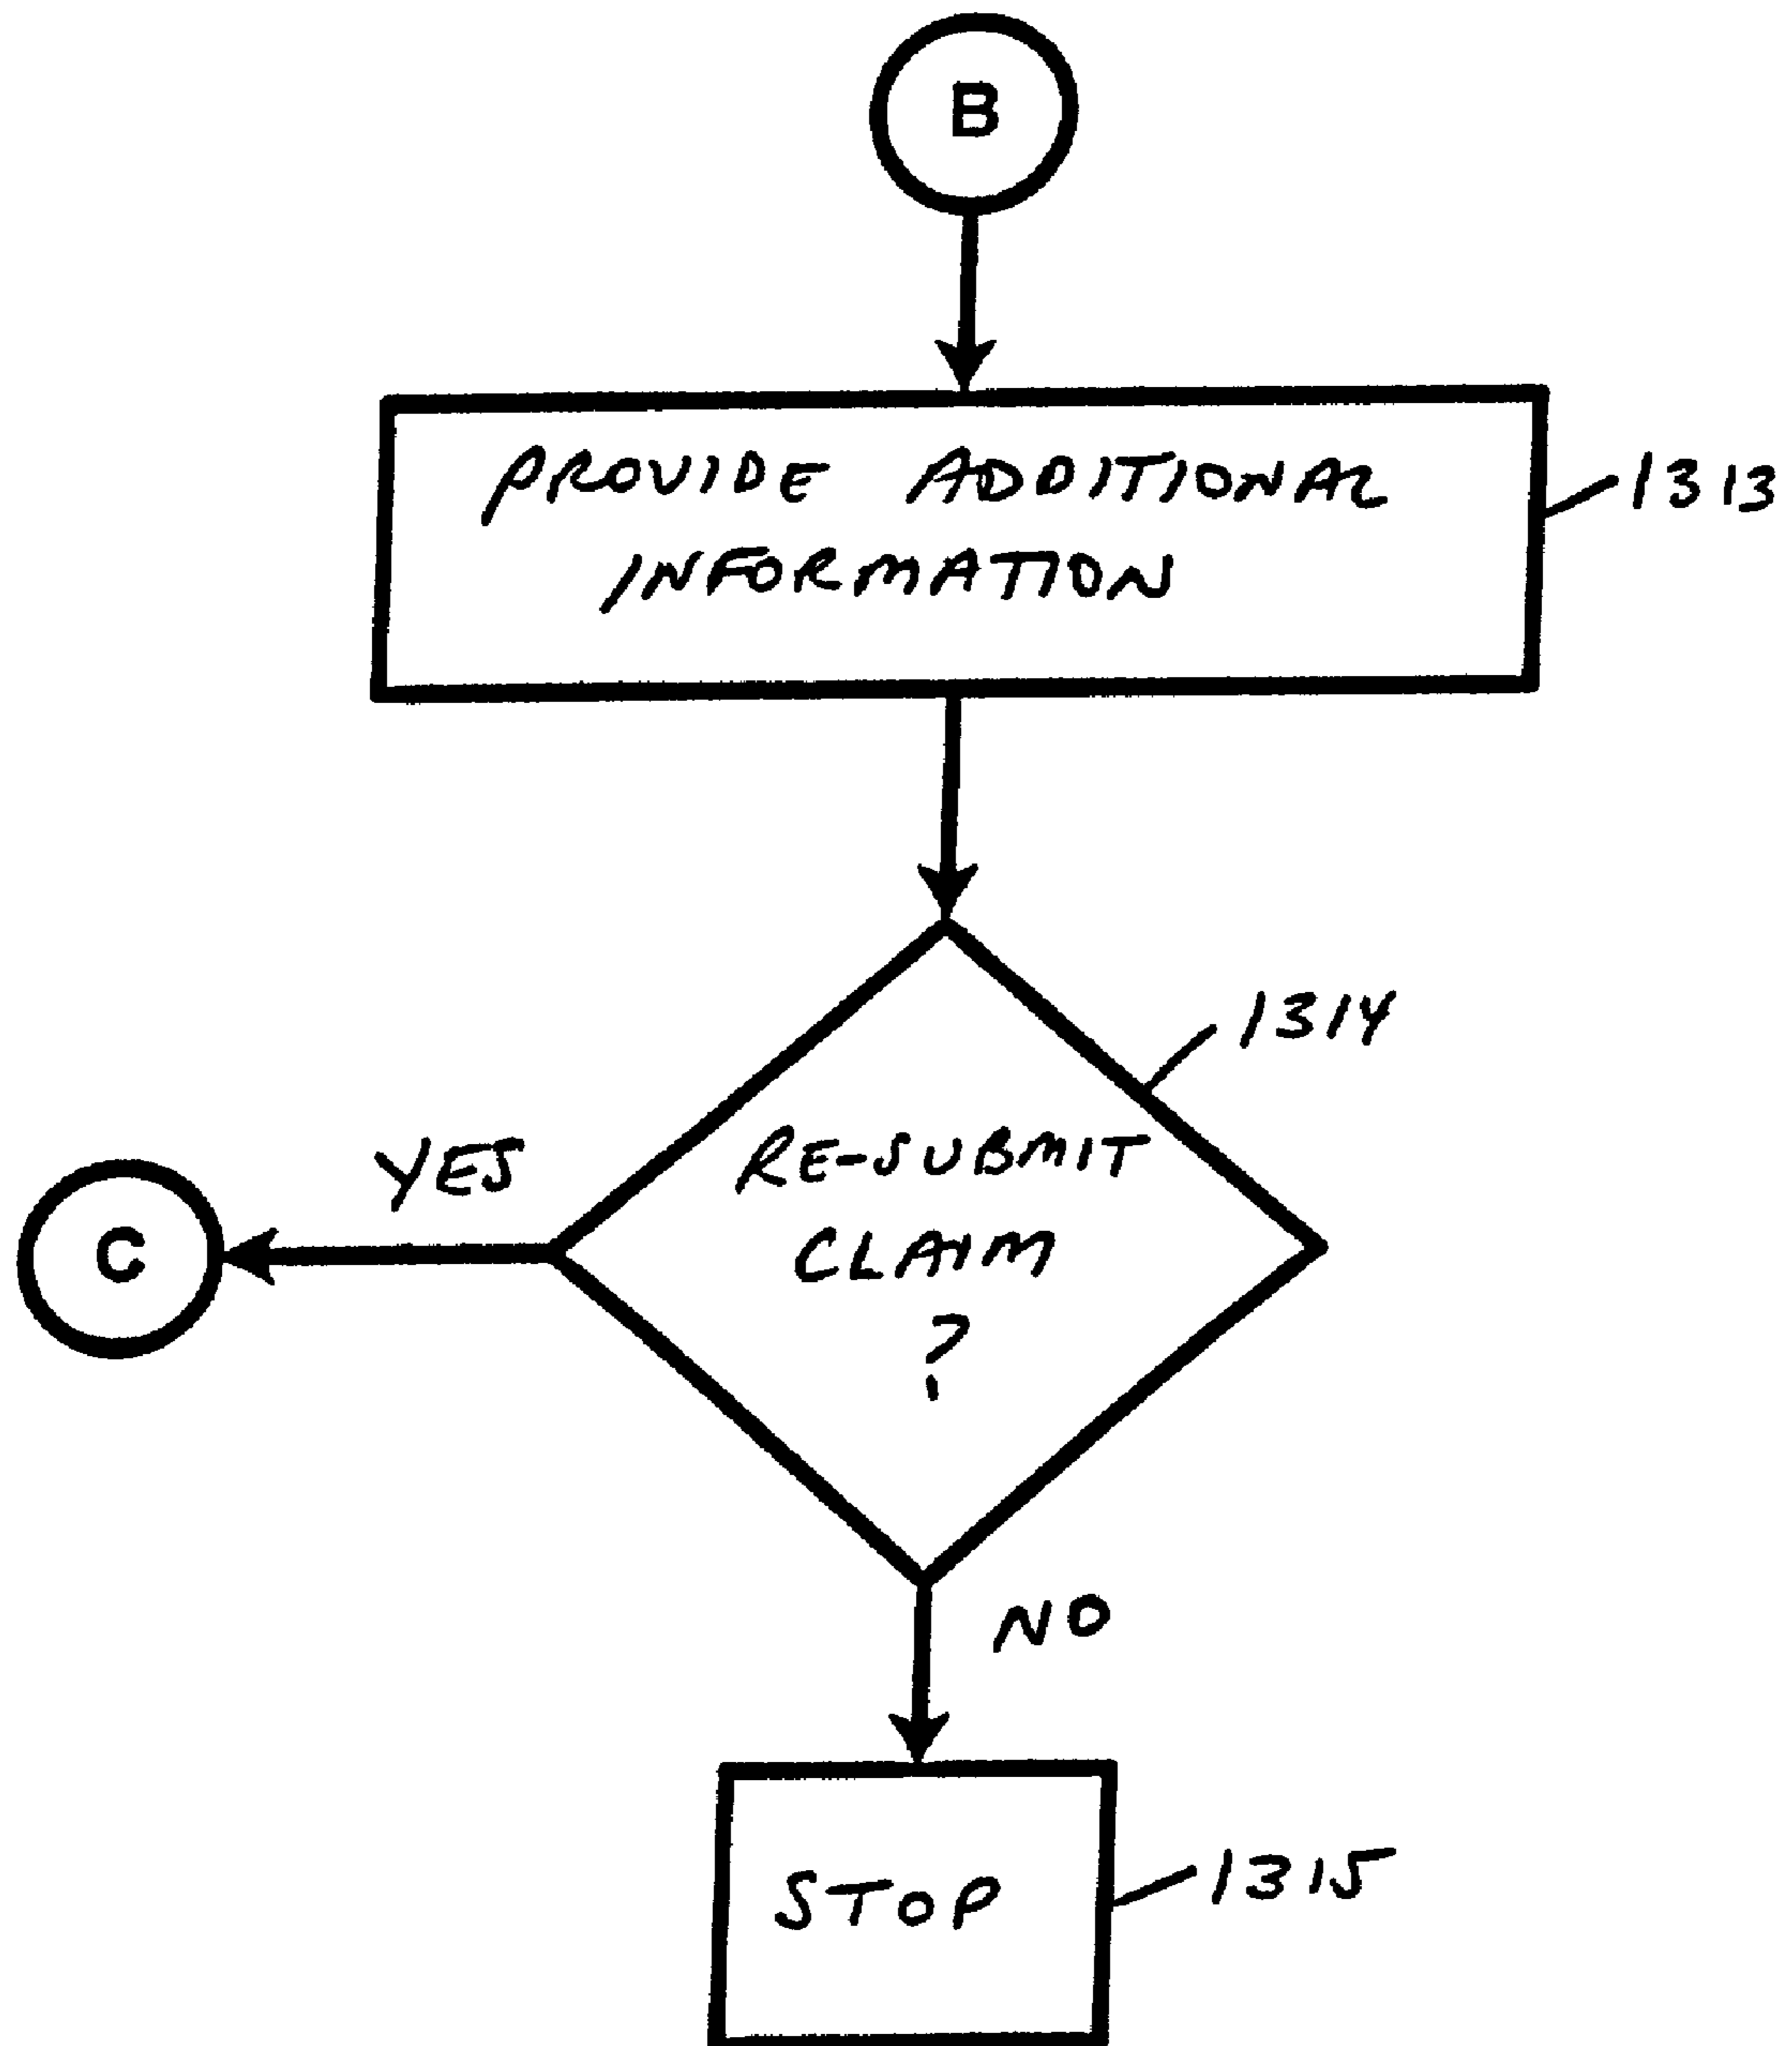 B
PROVIDE ADDITIONAL
INFORMATION
1313
1314
RE-SUBMIT
CLAIM
?
YES
C
NO
STOP
1315